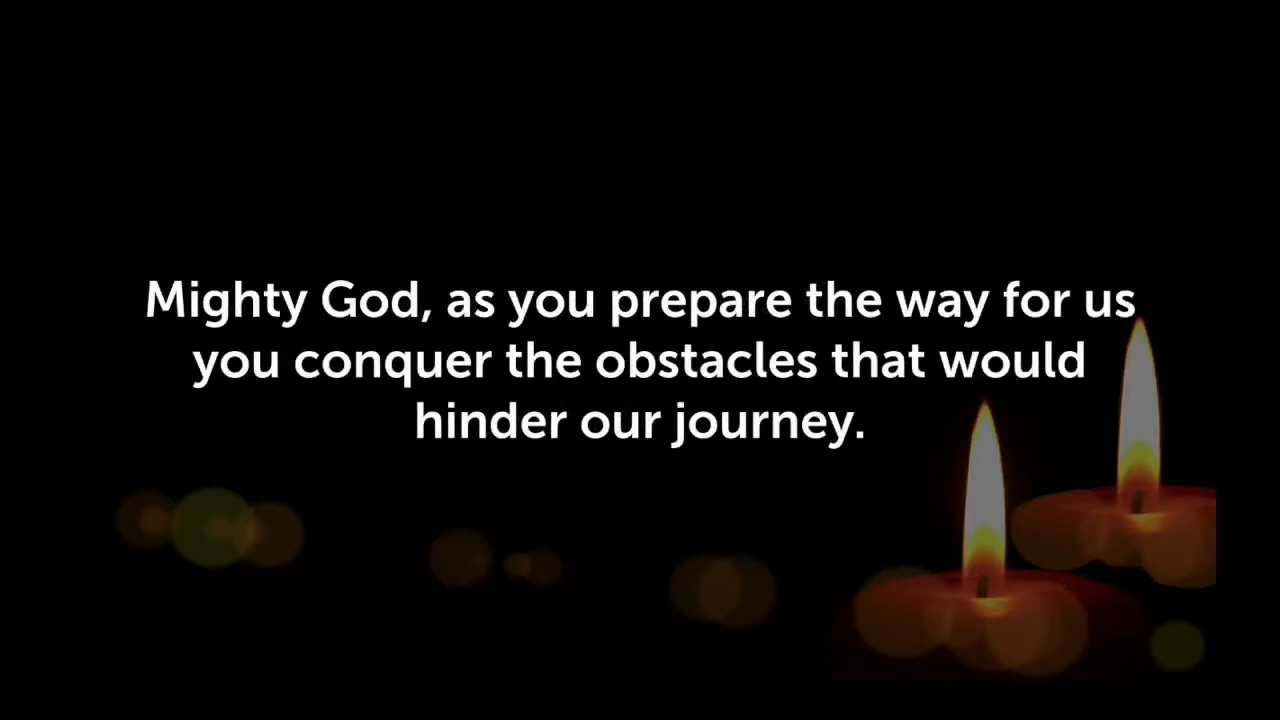 Mighty God, as you prepare the way for us
you conquer the obstacles that would
hinder our journey.